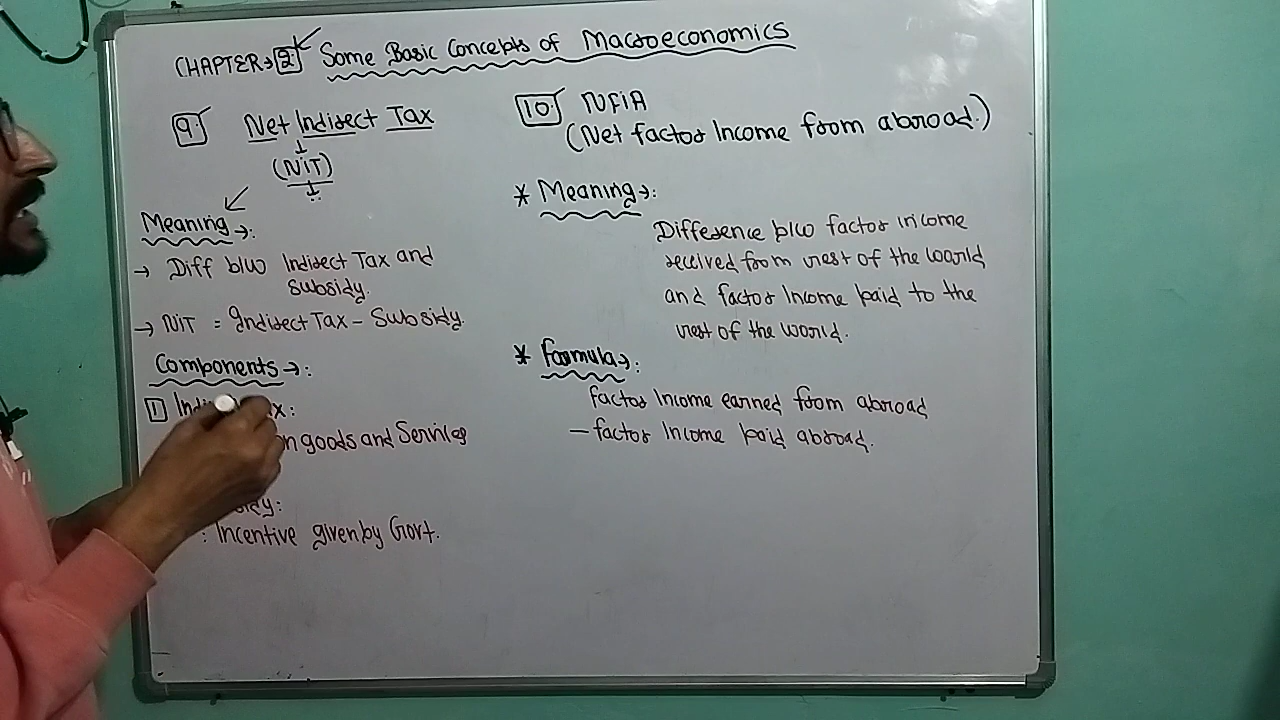 CHAPTER → 2 Some Basic Concepts of Macroeconomics
9 Net Indirect Tax
(NIT)
Meaning →:
→ Diff b/w Indirect Tax and
subsidy.
→ NIT = Indirect Tax – Subsidy.
Components →:
1
on goods and Services
: Incentive given by Govt.
10 NFIA
(Net factor Income from abroad.)
* Meaning →:
Difference b/w factor income
received from rest of the world
and factor Income paid to the
rest of the world.
* Formula →:
factor Income earned from abroad
– factor Income paid abroad.